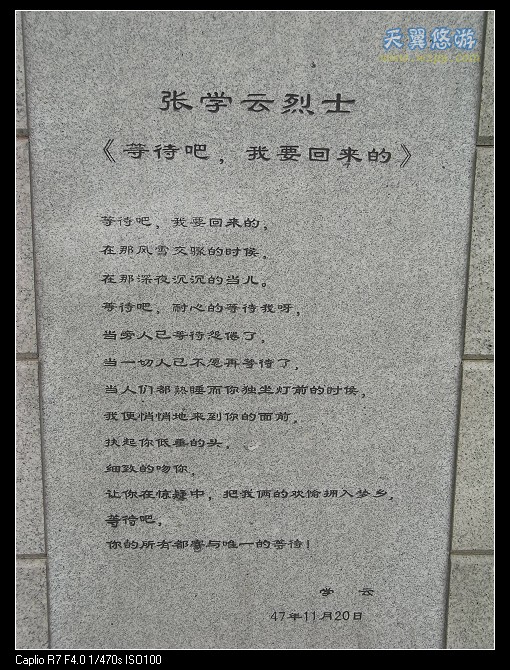 天翼悠游
张学云烈士
《等待吧，我要回来的》
等待吧，我要回来的，
在那风雪交骤的时候，
在那深夜沉沉的当儿。
等待吧，耐心的等待我呀，
当旁人已等待怨倦了，
当一切人已不愿再等待了，
当人们都熟睡而你独坐灯前的时候，
我便悄悄地来到你的面前。
扶起你低垂的头，
细致的吻你，
让你在惊疑中，把我俩的欢愉拥入梦乡，
等待吧，
你的所有都寄与唯一的等待！
学 云
47年11月20日
Caplio R7 F4.0 1/470s ISO100